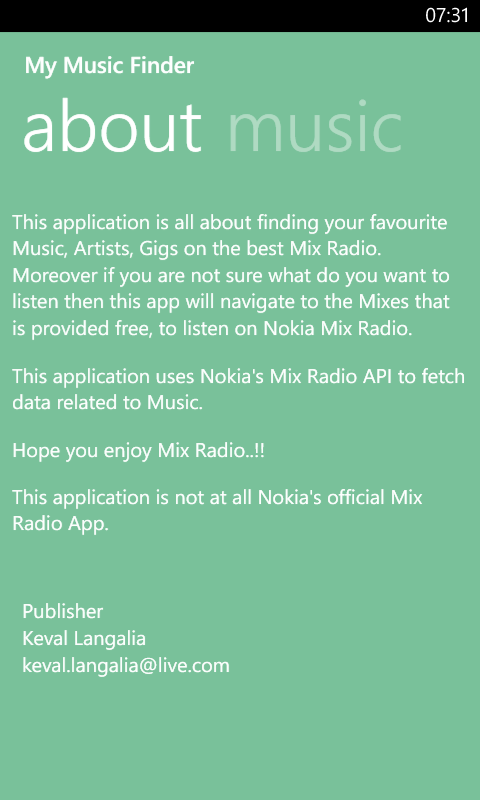 07:31
My Music Finder
about music
This application is all about finding your favourite
Music, Artists, Gigs on the best Mix Radio.
Moreover if you are not sure what do you want to
listen then this app will navigate to the Mixes that
is provided free, to listen on Nokia Mix Radio.
This application uses Nokia's Mix Radio API to fetch
data related to Music.
Hope you enjoy Mix Radio..!!
This application is not at all Nokia's official Mix
Radio App.
Publisher
Keval Langalia
keval.langalia@live.com